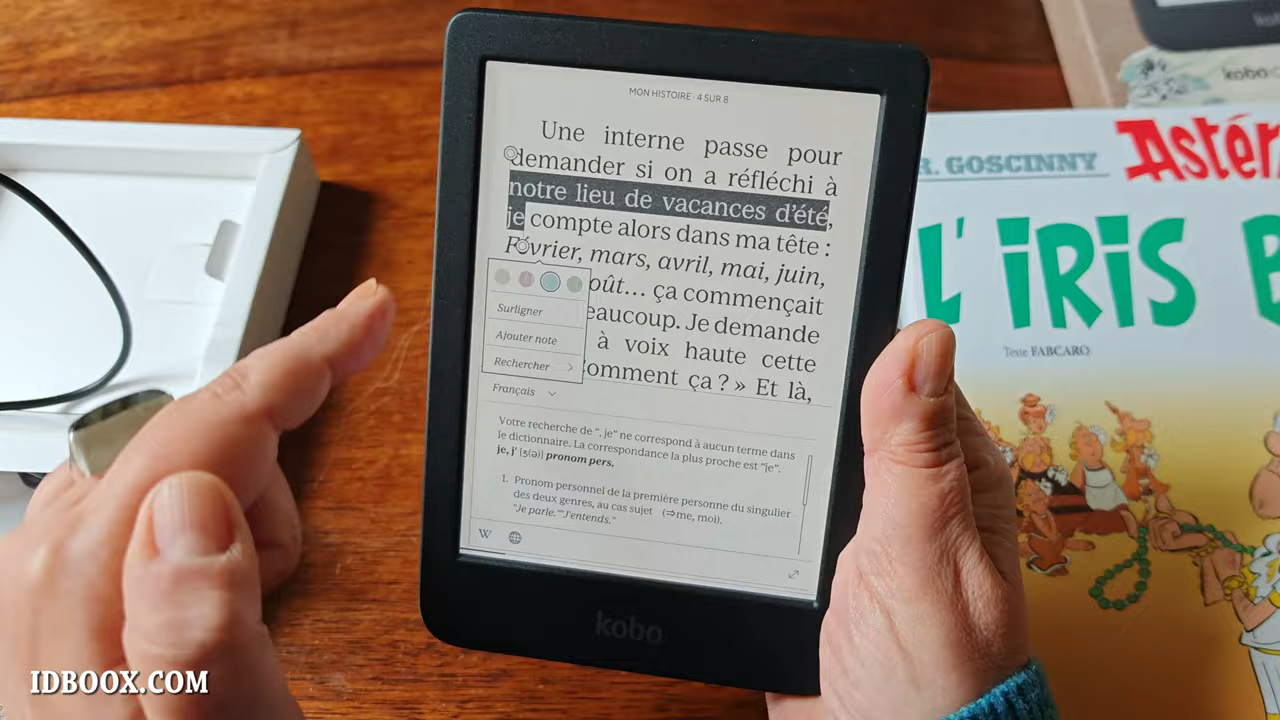 MON HISTOIRE · 4 SUR 8
Une interne passe pour
demander si on a réfléchi à
notre lieu de vacances d'été,
je compte alors dans ma tête :
Février, mars, avril, mai, juin,
oût… ça commençait
eaucoup. Je demande
à voix haute cette
omment ça ? » Et là,
Surligner
Ajouter note
Rechercher
Français
Votre recherche de ", je" ne correspond à aucun terme dans
le dictionnaire. La correspondance la plus proche est "je".
je, j' [ʒ(ə)] pronom pers.
1. Pronom personnel de la première personne du singulier
des deux genres, au cas sujet (⇒me, moi).
"Je parle.""J'entends."
W
kobo
R. GOSCINNY
Astér
L'IRIS B
Texte FABCARO
kobo
IDBOOX.COM